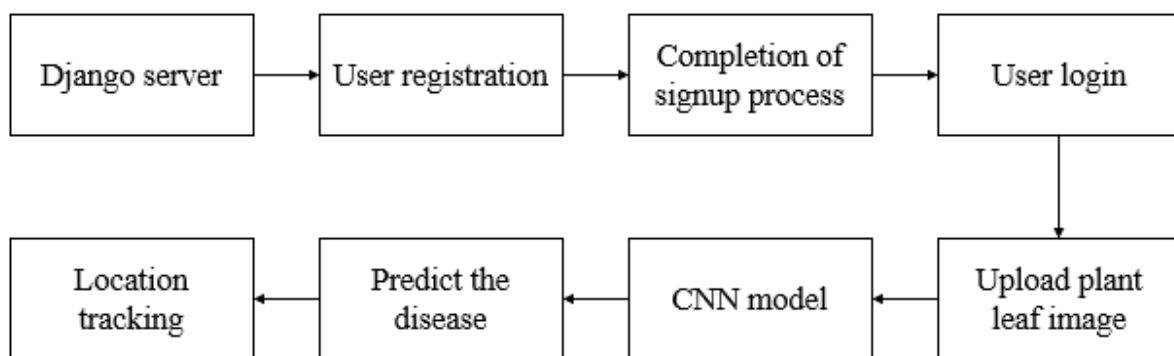 Django server
User registration
Completion of
signup process
User login
Location
tracking
Predict the
disease
CNN model
Upload plant
leaf image